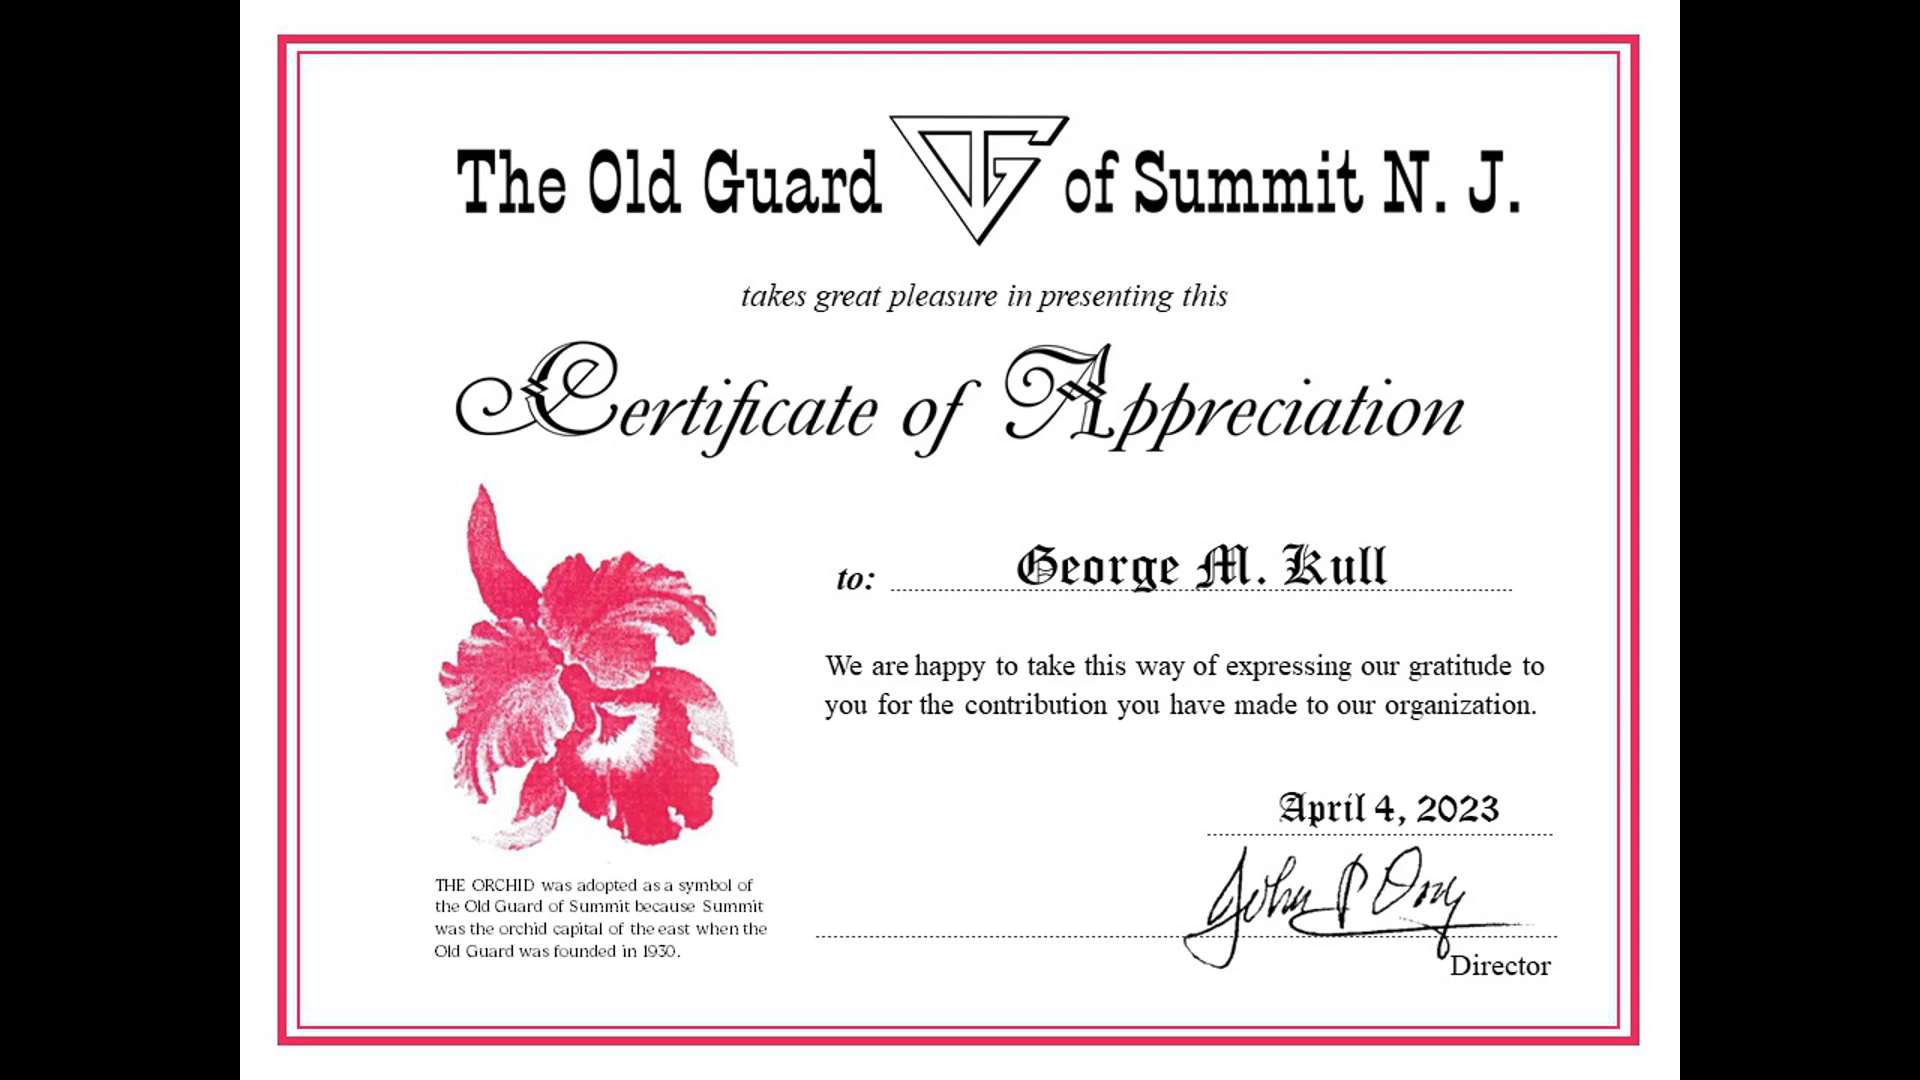 The Old Guard TG of Summit N. J.
takes great pleasure in presenting this
Certificate of Appreciation
to: George M. Kull
We are happy to take this way of expressing our gratitude to
you for the contribution you have made to our organization.
April 4, 2023
John P
Director
THE ORCHID was adopted as a symbol of
the Old Guard of Summit because Summit
was the orchid capital of the east when the
Old Guard was founded in 1930.